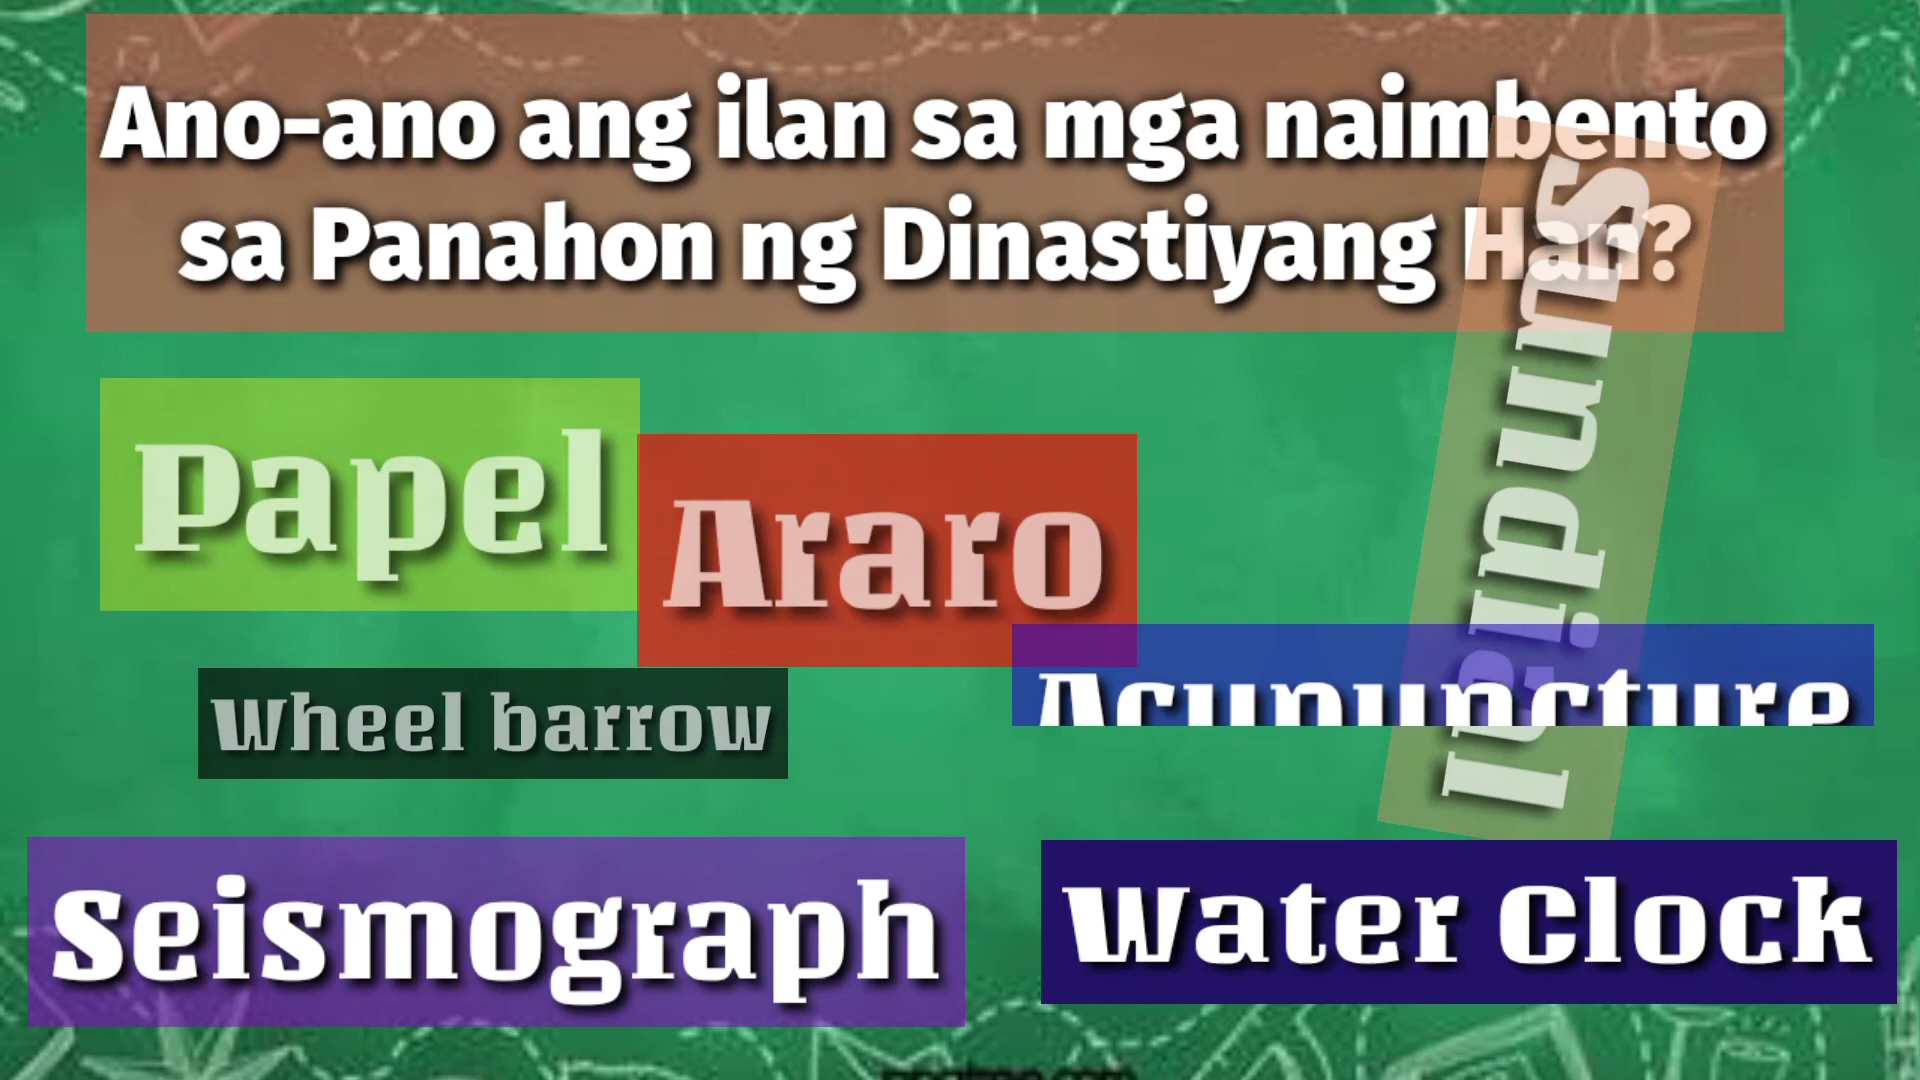 Ano-ano ang ilan sa mga naimbento
sa Panahon ng Dinastiyang Han?
Papel
Araro
Sanundial
Wheel barrow
Acupuncture
Seismograph
Water Clock